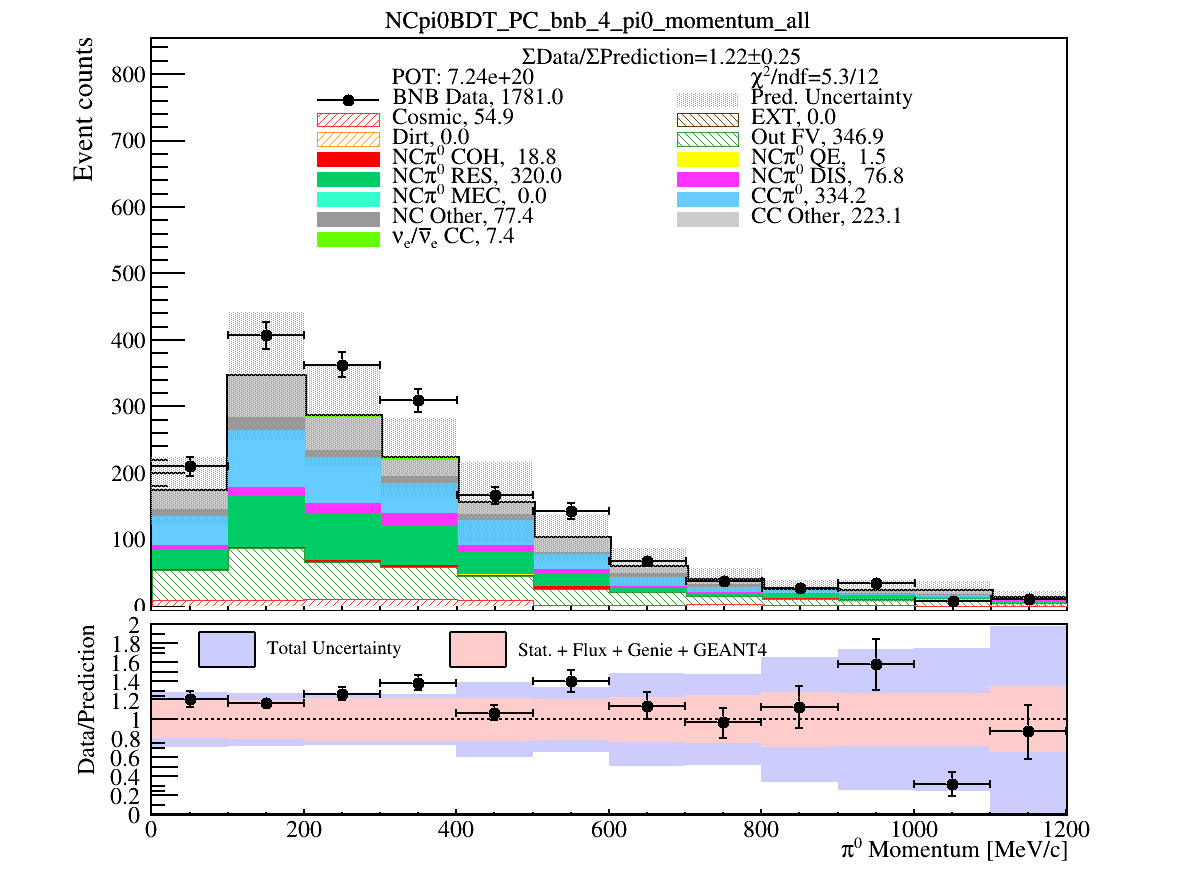 NCpi0BDT_PC_bnb_4_pi0_momentum_all
ΣData/ΣPrediction=1.22±0.25
POT: 7.24e+20
χ²/ndf=5.3/12
BNB Data, 1781.0
Pred. Uncertainty
Cosmic, 54.9
EXT, 0.0
Dirt, 0.0
Out FV, 346.9
NCπ⁰ COH, 18.8
NCπ⁰ QE, 1.5
NCπ⁰ RES, 320.0
NCπ⁰ DIS, 76.8
NCπ⁰ MEC, 0.0
CCπ⁰, 334.2
NC Other, 77.4
CC Other, 223.1
νₑ/ν̅ₑ CC, 7.4
Event counts
800
700
600
500
400
300
200
100
0
Total Uncertainty
Stat. + Flux + Genie + GEANT4
Data/Prediction
2
1.8
1.6
1.4
1.2
1
0.8
0.6
0.4
0.2
0
0 200 400 600 800 1000 1200
π⁰ Momentum [MeV/c]